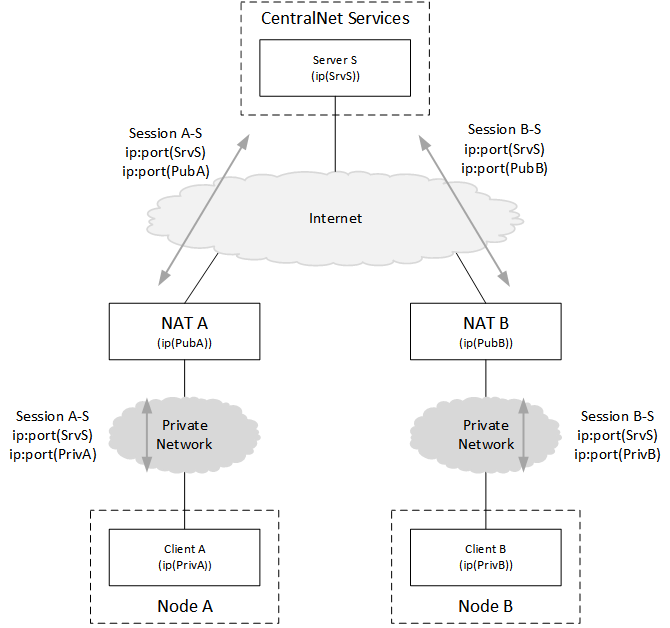 CentralNet Services
Server S
(ip(SrvS))
Session A-S
ip:port(SrvS)
ip:port(PubA)
Session B-S
ip:port(SrvS)
ip:port(PubB)
Internet
NAT A
(ip(PubA))
NAT B
(ip(PubB))
Session A-S
ip:port(SrvS)
ip:port(PrivA)
Private
Network
Private
Network
Session B-S
ip:port(SrvS)
ip:port(PrivB)
Client A
(ip(PrivA))
Node A
Client B
(ip(PrivB))
Node B